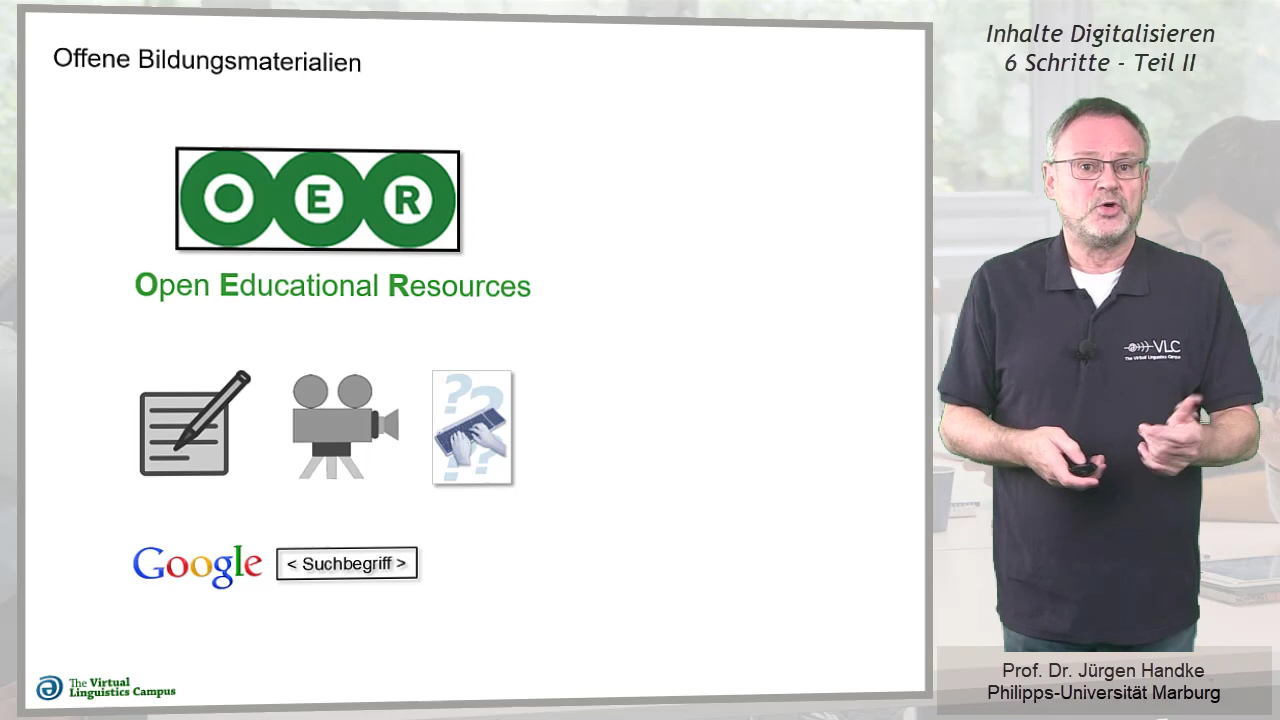 Offene Bildungsmaterialien
O E R
Open Educational Resources
? ? ? ?
Google < Suchbegriff >
The Virtual
Linguistics Campus
Inhalte Digitalisieren
6 Schritte - Teil II
VLC
The Virtual Linguistics Campus
Prof. Dr. Jürgen Handke
Philipps-Universität Marburg